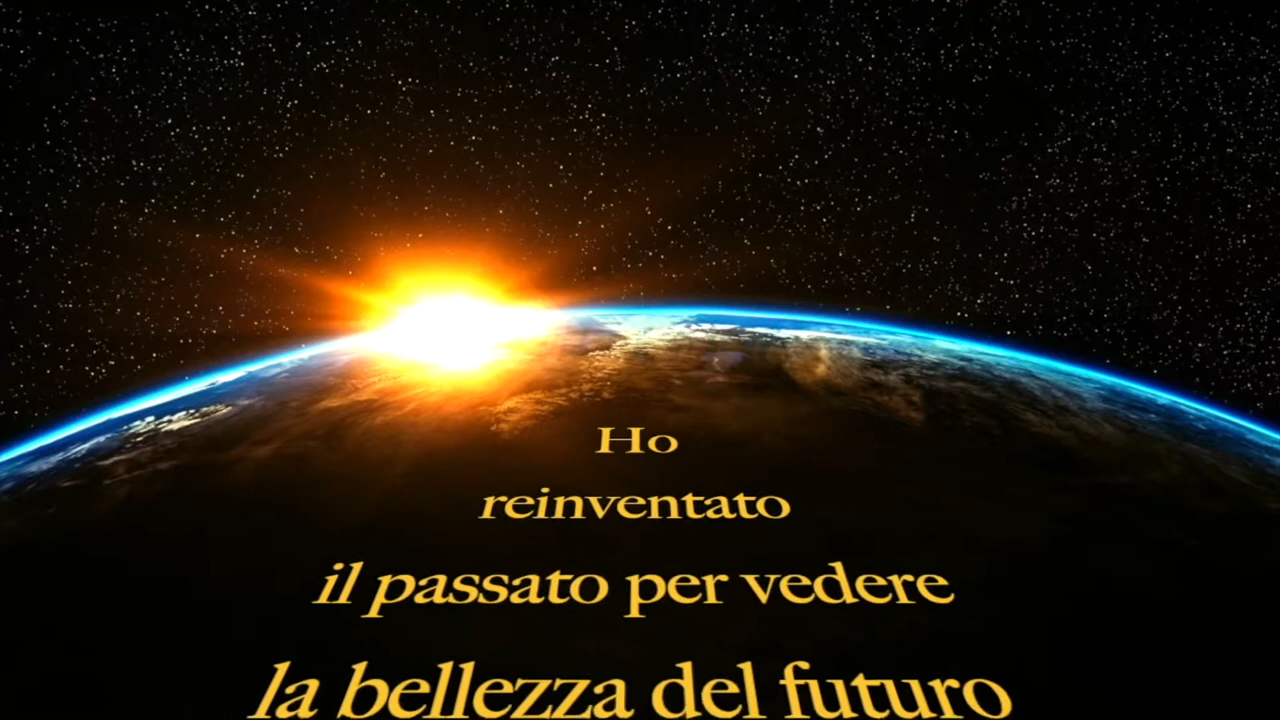 Ho
reinventato
il passato per vedere
la bellezza del futuro